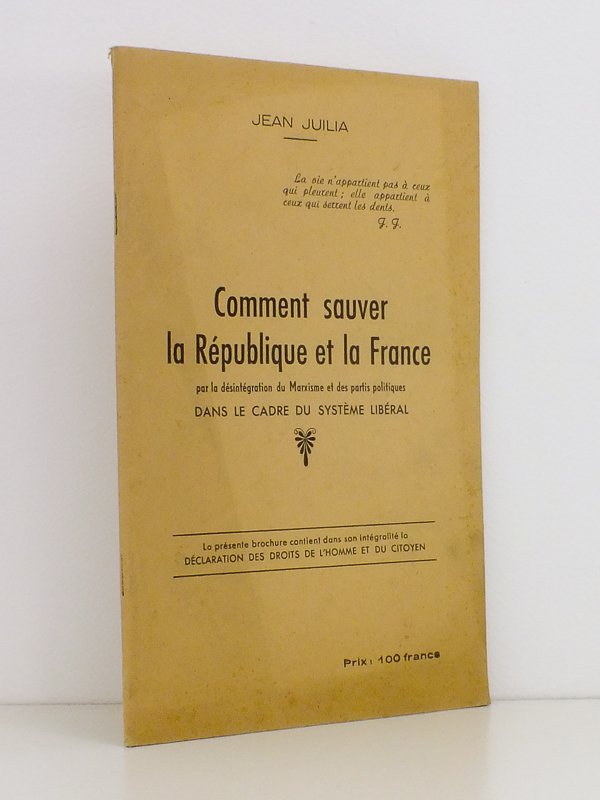 JEAN JUILIA
La vie n'appartient pas à ceux
qui pleurent ; elle appartient à
ceux qui serrent les dents.
J. J.
Comment sauver
la République et la France
par la désintégration du Marxisme et des partis politiques
DANS LE CADRE DU SYSTÈME LIBÉRAL
La présente brochure contient dans son intégralité la
DÉCLARATION DES DROITS DE L'HOMME ET DU CITOYEN
Prix : 100 francs